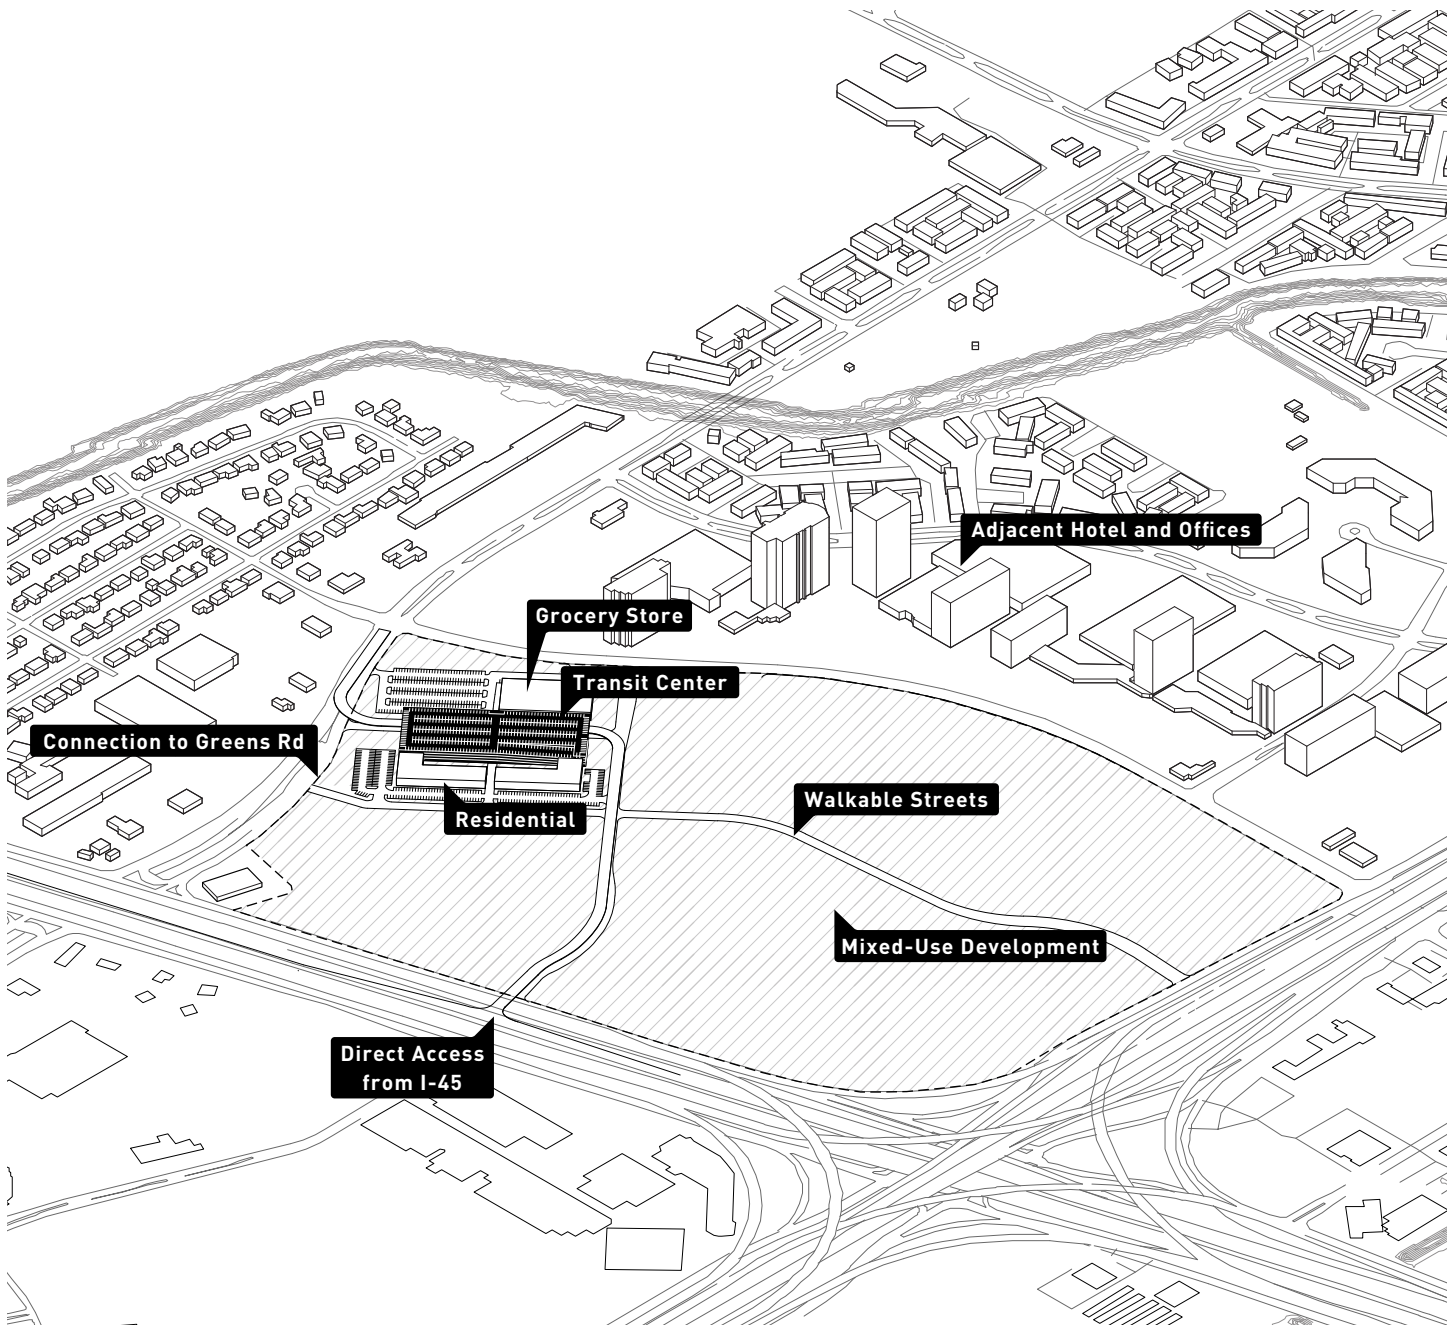 Adjacent Hotel and Offices
Grocery Store
Transit Center
Connection to Greens Rd
Walkable Streets
Residential
Mixed-Use Development
Direct Access
from I-45